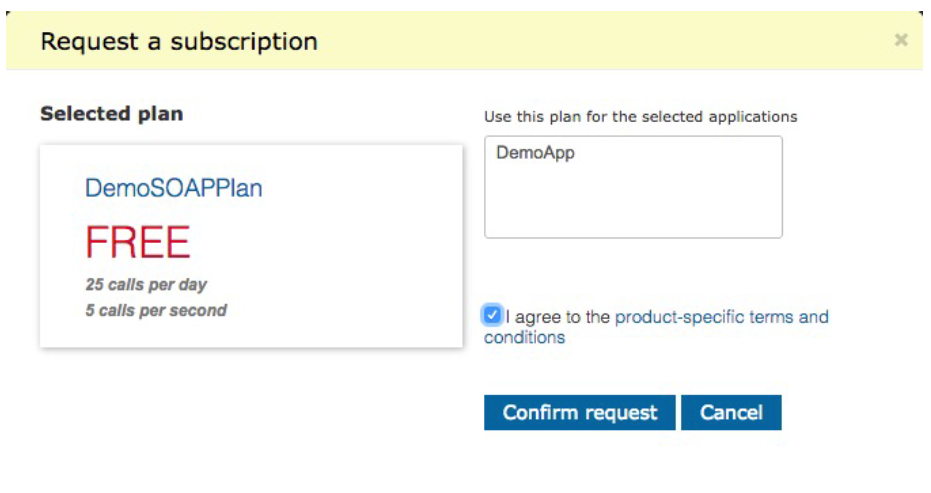 Request a subscription
×
Selected plan
DemoSOAPPlan
FREE
25 calls per day
5 calls per second
Use this plan for the selected applications
DemoApp
I agree to the product-specific terms and
conditions
Confirm request
Cancel